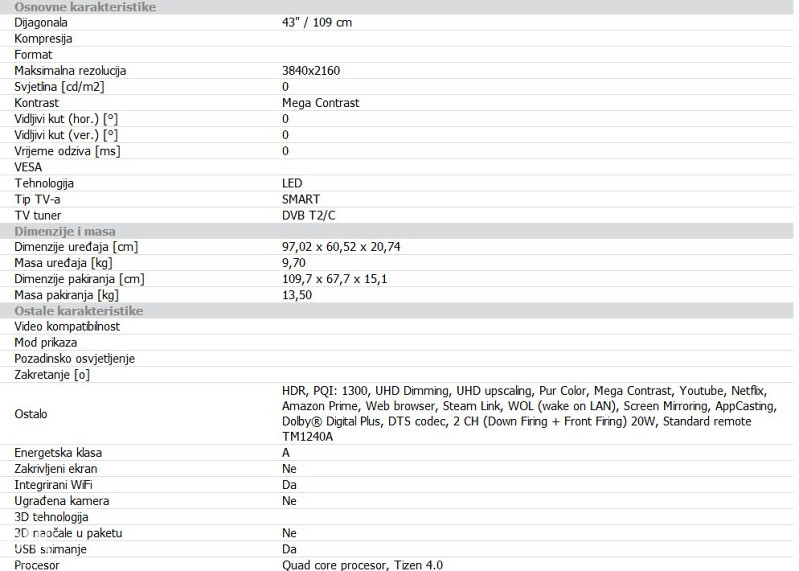 Osnovne karakteristike
Dijagonala 43" / 109 cm
Kompresija
Format
Maksimalna rezolucija 3840x2160
Svjetlina [cd/m2] 0
Kontrast Mega Contrast
Vidljivi kut (hor.) [°] 0
Vidljivi kut (ver.) [°] 0
Vrijeme odziva [ms] 0
VESA
Tehnologija LED
Tip TV-a SMART
TV tuner DVB T2/C
Dimenzije i masa
Dimenzije uređaja [cm] 97,02 x 60,52 x 20,74
Masa uređaja [kg] 9,70
Dimenzije pakiranja [cm] 109,7 x 67,7 x 15,1
Masa pakiranja [kg] 13,50
Ostale karakteristike
Video kompatibilnost
Mod prikaza
Pozadinsko osvjetljenje
Zakretanje [o]
Ostalo
HDR, PQI: 1300, UHD Dimming, UHD upscaling, Pur Color, Mega Contrast, Youtube, Netflix,
Amazon Prime, Web browser, Steam Link, WOL (wake on LAN), Screen Mirroring, AppCasting,
Dolby® Digital Plus, DTS codec, 2 CH (Down Firing + Front Firing) 20W, Standard remote
TM1240A
Energetska klasa A
Zakrivljeni ekran Ne
Integrirani WiFi Da
Ugrađena kamera Ne
3D tehnologija
3D naočale u paketu Ne
USB snimanje Da
Procesor Quad core procesor, Tizen 4.0